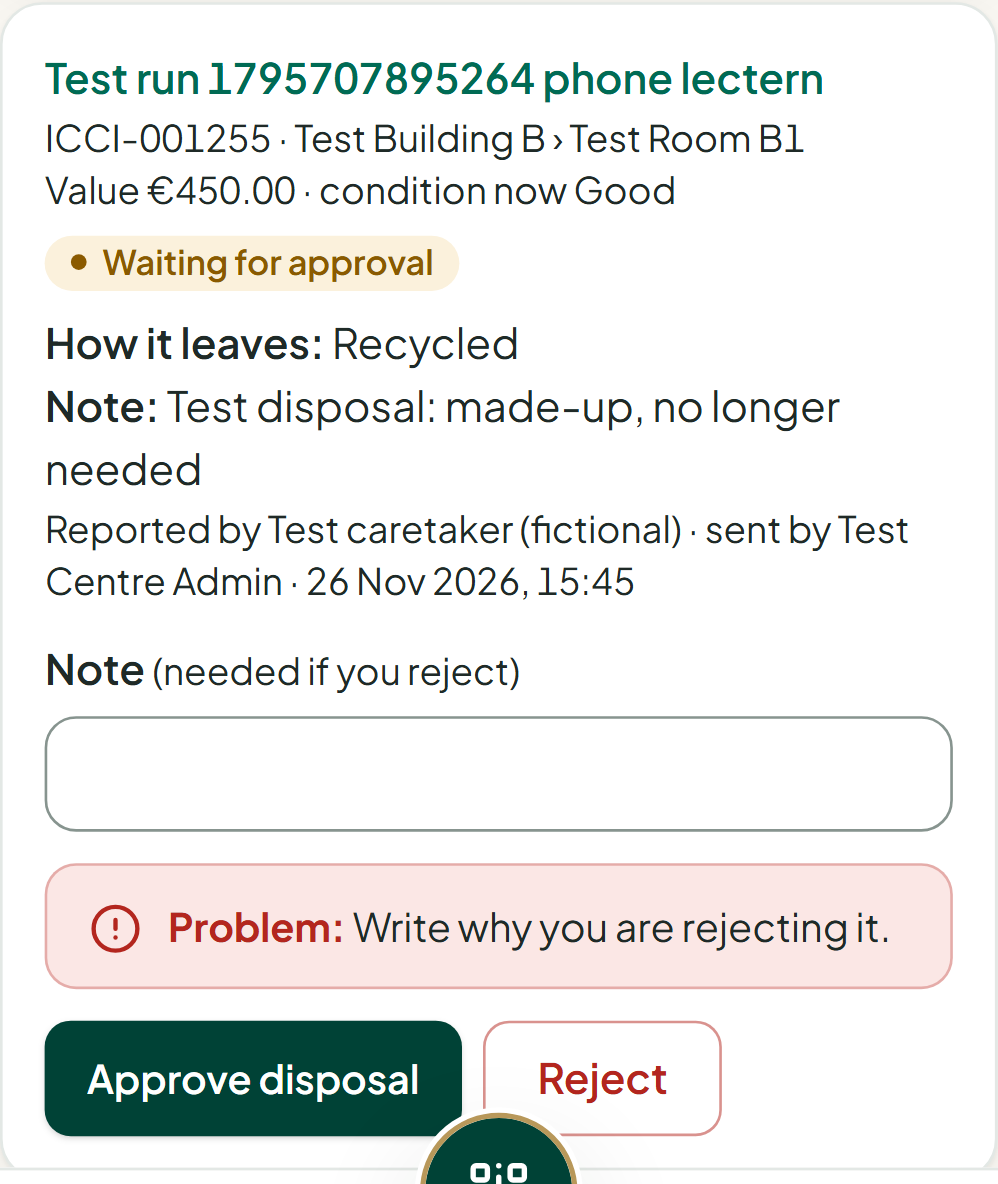 Test run 1795707895264 phone lectern
ICCI-001255 · Test Building B › Test Room B1
Value €450.00 · condition now Good
Waiting for approval
How it leaves: Recycled
Note: Test disposal: made-up, no longer
needed
Reported by Test caretaker (fictional) · sent by Test
Centre Admin · 26 Nov 2026, 15:45
Note (needed if you reject)
Problem: Write why you are rejecting it.
Approve disposal
Reject